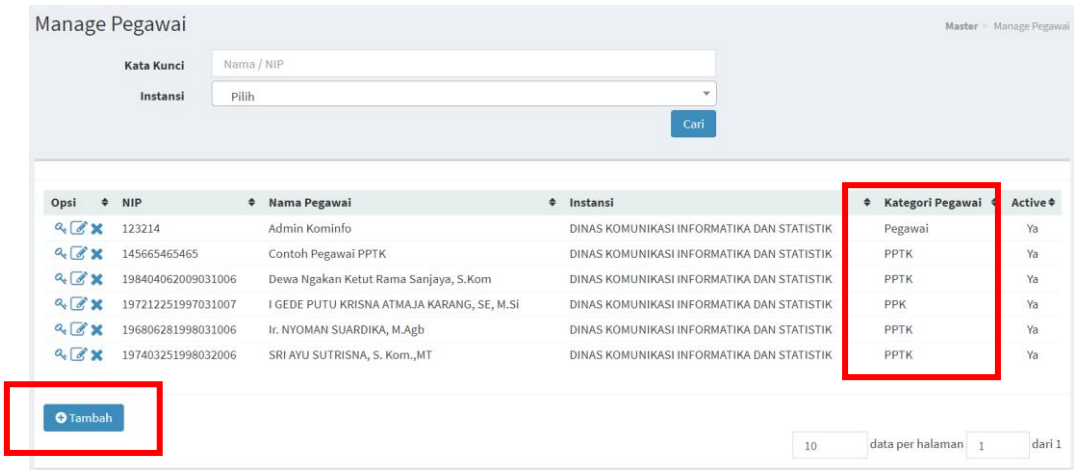 Manage Pegawai
Master > Manage Pegawai
Kata Kunci Nama / NIP
Instansi Pilih
Cari
Opsi NIP Nama Pegawai Instansi Kategori Pegawai Active
123214 Admin Kominfo DINAS KOMUNIKASI INFORMATIKA DAN STATISTIK Pegawai Ya
145665465465 Contoh Pegawai PPTK DINAS KOMUNIKASI INFORMATIKA DAN STATISTIK PPTK Ya
198404062009031006 Dewa Ngakan Ketut Rama Sanjaya, S.Kom DINAS KOMUNIKASI INFORMATIKA DAN STATISTIK PPTK Ya
197212251997031007 I GEDE PUTU KRISNA ATMAJA KARANG, SE, M.Si DINAS KOMUNIKASI INFORMATIKA DAN STATISTIK PPK Ya
196806281998031006 Ir. NYOMAN SUARDIKA, M.Agb DINAS KOMUNIKASI INFORMATIKA DAN STATISTIK PPTK Ya
197403251998032006 SRI AYU SUTRISNA, S. Kom.,MT DINAS KOMUNIKASI INFORMATIKA DAN STATISTIK PPTK Ya
Tambah
10 data per halaman 1 dari 1